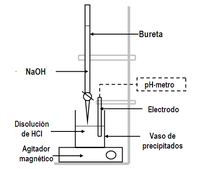 Bureta
NaOH
pH-metro
Electrodo
Disolución
de HCl
Vaso de
precipitados
Agitador
magnético